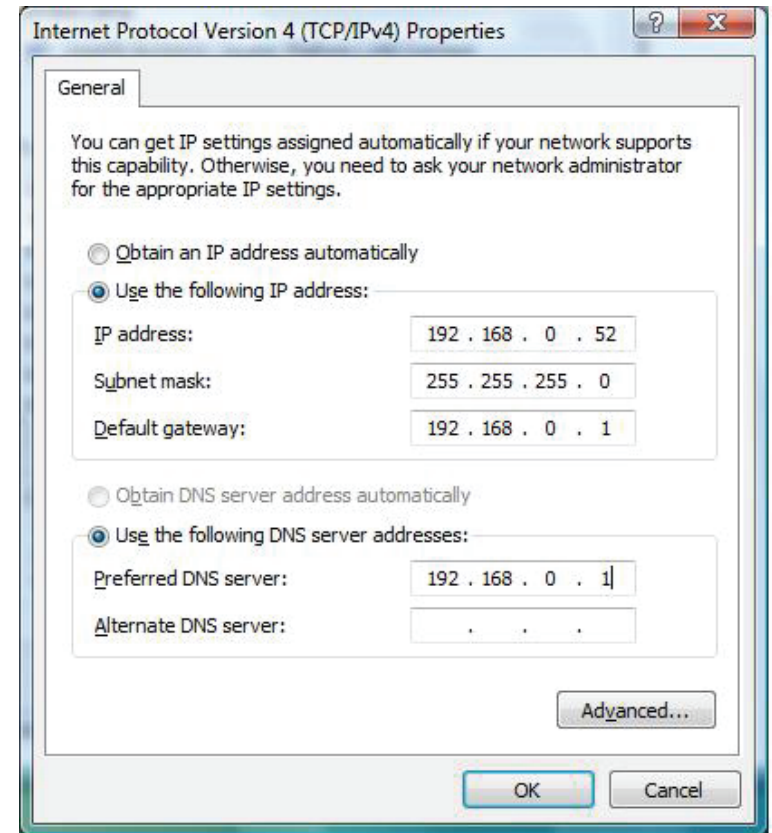 Internet Protocol Version 4 (TCP/IPv4) Properties
?
X
General
You can get IP settings assigned automatically if your network supports
this capability. Otherwise, you need to ask your network administrator
for the appropriate IP settings.
Obtain an IP address automatically
Use the following IP address:
IP address: 192 . 168 . 0 . 52
Subnet mask: 255 . 255 . 255 . 0
Default gateway: 192 . 168 . 0 . 1
Obtain DNS server address automatically
Use the following DNS server addresses:
Preferred DNS server: 192 . 168 . 0 . 1
Alternate DNS server: . . .
Advanced...
OK Cancel